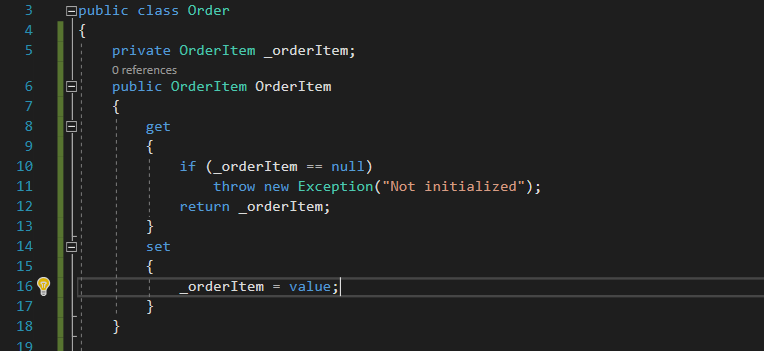 3 public class Order
4 {
5 private OrderItem _orderItem;
0 references
6 public OrderItem OrderItem
7 {
8 get
9 {
10 if (_orderItem == null)
11 throw new Exception("Not initialized");
12 return _orderItem;
13 }
14 set
15 {
16 _orderItem = value;
17 }
18 }
19